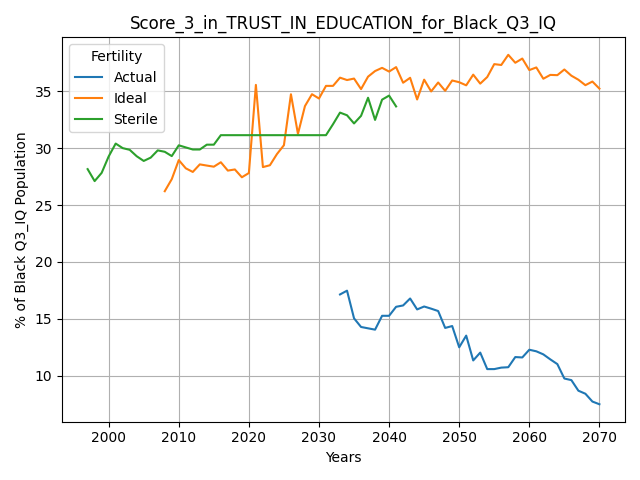 Score_3_in_TRUST_IN_EDUCATION_for_Black_Q3_IQ
Fertility
Actual
Ideal
Sterile
% of Black Q3_IQ Population
35
30
25
20
15
10
2000 2010 2020 2030 2040 2050 2060 2070
Years